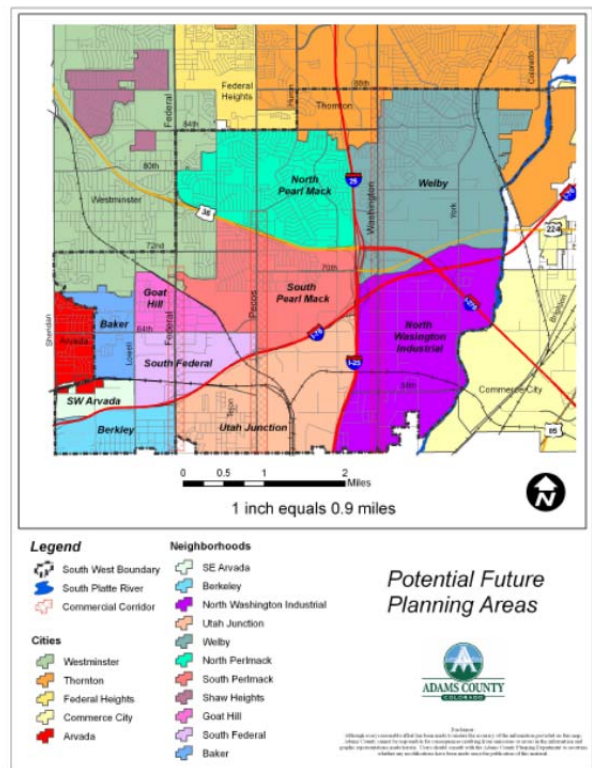 Federal
Heights
88th
Huron
Thornton
Colorado
Federal
84th
80th
North
Pearl Mack
25
Washington
Welby
York
Westminster
36
I-76
224
72nd
70th
Goat
Hill
Pecos
South
Pearl Mack
Sheridan
Baker
64th
Federal
Arvada
Lowell
South Federal
I-76
I-25
North
Wasington
Industrial
I-270
Brighton
58th
Commerce City
SW Arvada
Berkley
Tejon
Utah Junction
85
0 0.5 1 2
Miles
1 inch equals 0.9 miles
N
Legend
South West Boundary
South Platte River
Commercial Corridor
Cities
Westminster
Thornton
Federal Heights
Commerce City
Arvada
Neighborhoods
SE Arvada
Berkeley
North Washington Industrial
Utah Junction
Welby
North Perlmack
South Perlmack
Shaw Heights
Goat Hill
South Federal
Baker
Potential Future
Planning Areas
ADAMS COUNTY
COLORADO